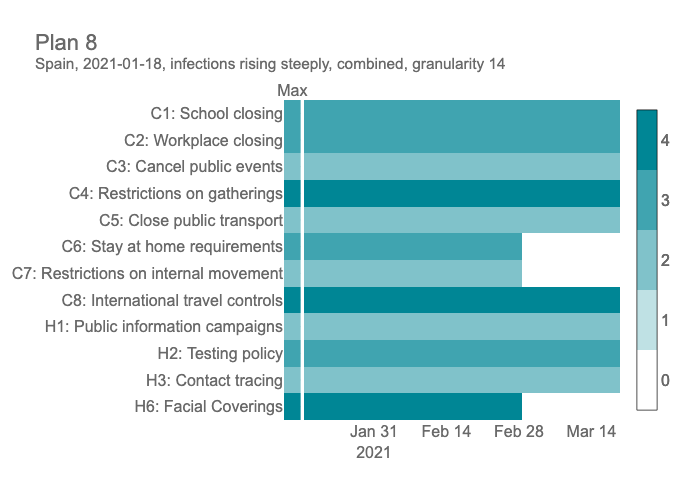 Plan 8
Spain, 2021-01-18, infections rising steeply, combined, granularity 14
Max
C1: School closing
C2: Workplace closing
C3: Cancel public events
C4: Restrictions on gatherings
C5: Close public transport
C6: Stay at home requirements
C7: Restrictions on internal movement
C8: International travel controls
H1: Public information campaigns
H2: Testing policy
H3: Contact tracing
H6: Facial Coverings
Jan 31 Feb 14 Feb 28 Mar 14
2021
4
3
2
1
0